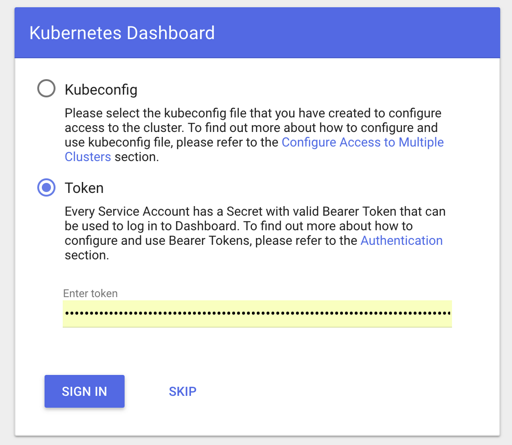 Kubernetes Dashboard
Kubeconfig
Please select the kubeconfig file that you have created to configure
access to the cluster. To find out more about how to configure and
use kubeconfig file, please refer to the Configure Access to Multiple
Clusters section.
Token
Every Service Account has a Secret with valid Bearer Token that can
be used to log in to Dashboard. To find out more about how to
configure and use Bearer Tokens, please refer to the Authentication
section.
Enter token
SIGN IN
SKIP